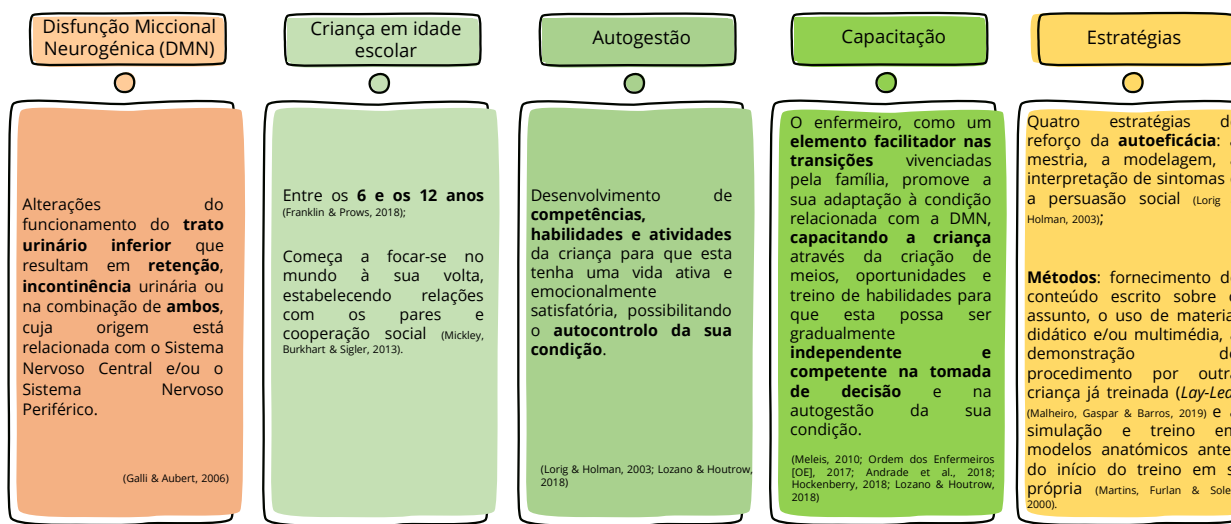 Disfunção Miccional
Neurogénica (DMN)
Alterações do
funcionamento do trato
urinário inferior que
resultam em retenção,
incontinência urinária ou
na combinação de ambos,
cuja origem está
relacionada com o Sistema
Nervoso Central e/ou o
Sistema Nervoso
Periférico.
(Galli & Aubert, 2006)
Criança em idade
escolar
Entre os 6 e os 12 anos
(Franklin & Prows, 2018);
Começa a focar-se no
mundo à sua volta,
estabelecendo relações
com os pares e
cooperação social (Mickley,
Burkhart & Sigler, 2013).
Autogestão
Desenvolvimento de
competências,
habilidades e atividades
da criança para que esta
tenha uma vida ativa e
emocionalmente
satisfatória, possibilitando
o autocontrolo da sua
condição.
(Lorig & Holman, 2003; Lozano & Houtrow,
2018)
Capacitação
O enfermeiro, como um
elemento facilitador nas
transições vivenciadas
pela família, promove a
sua adaptação à condição
relacionada com a DMN,
capacitando a criança
através da criação de
meios, oportunidades e
treino de habilidades para
que esta possa ser
gradualmente
independente e
competente na tomada
de decisão e na
autogestão da sua
condição.
(Meleis, 2010; Ordem dos Enfermeiros
[OE], 2017; Andrade et al., 2018;
Hockenberry, 2018; Lozano & Houtrow,
2018)
Estratégias
Quatro estratégias
reforço da autoeficácia:
mestria, a modelagem,
interpretação de sintomas
a persuasão social (Lorig
Holman, 2003);
Métodos: fornecimento
conteúdo escrito sobre
assunto, o uso de
didático e/ou multimédia,
demonstração
procedimento por
criança já treinada
(Malheiro, Gaspar & Barros, 2019) e
simulação e treino
modelos anatómicos
do início do treino em
própria (Martins, Furlan &
2000).